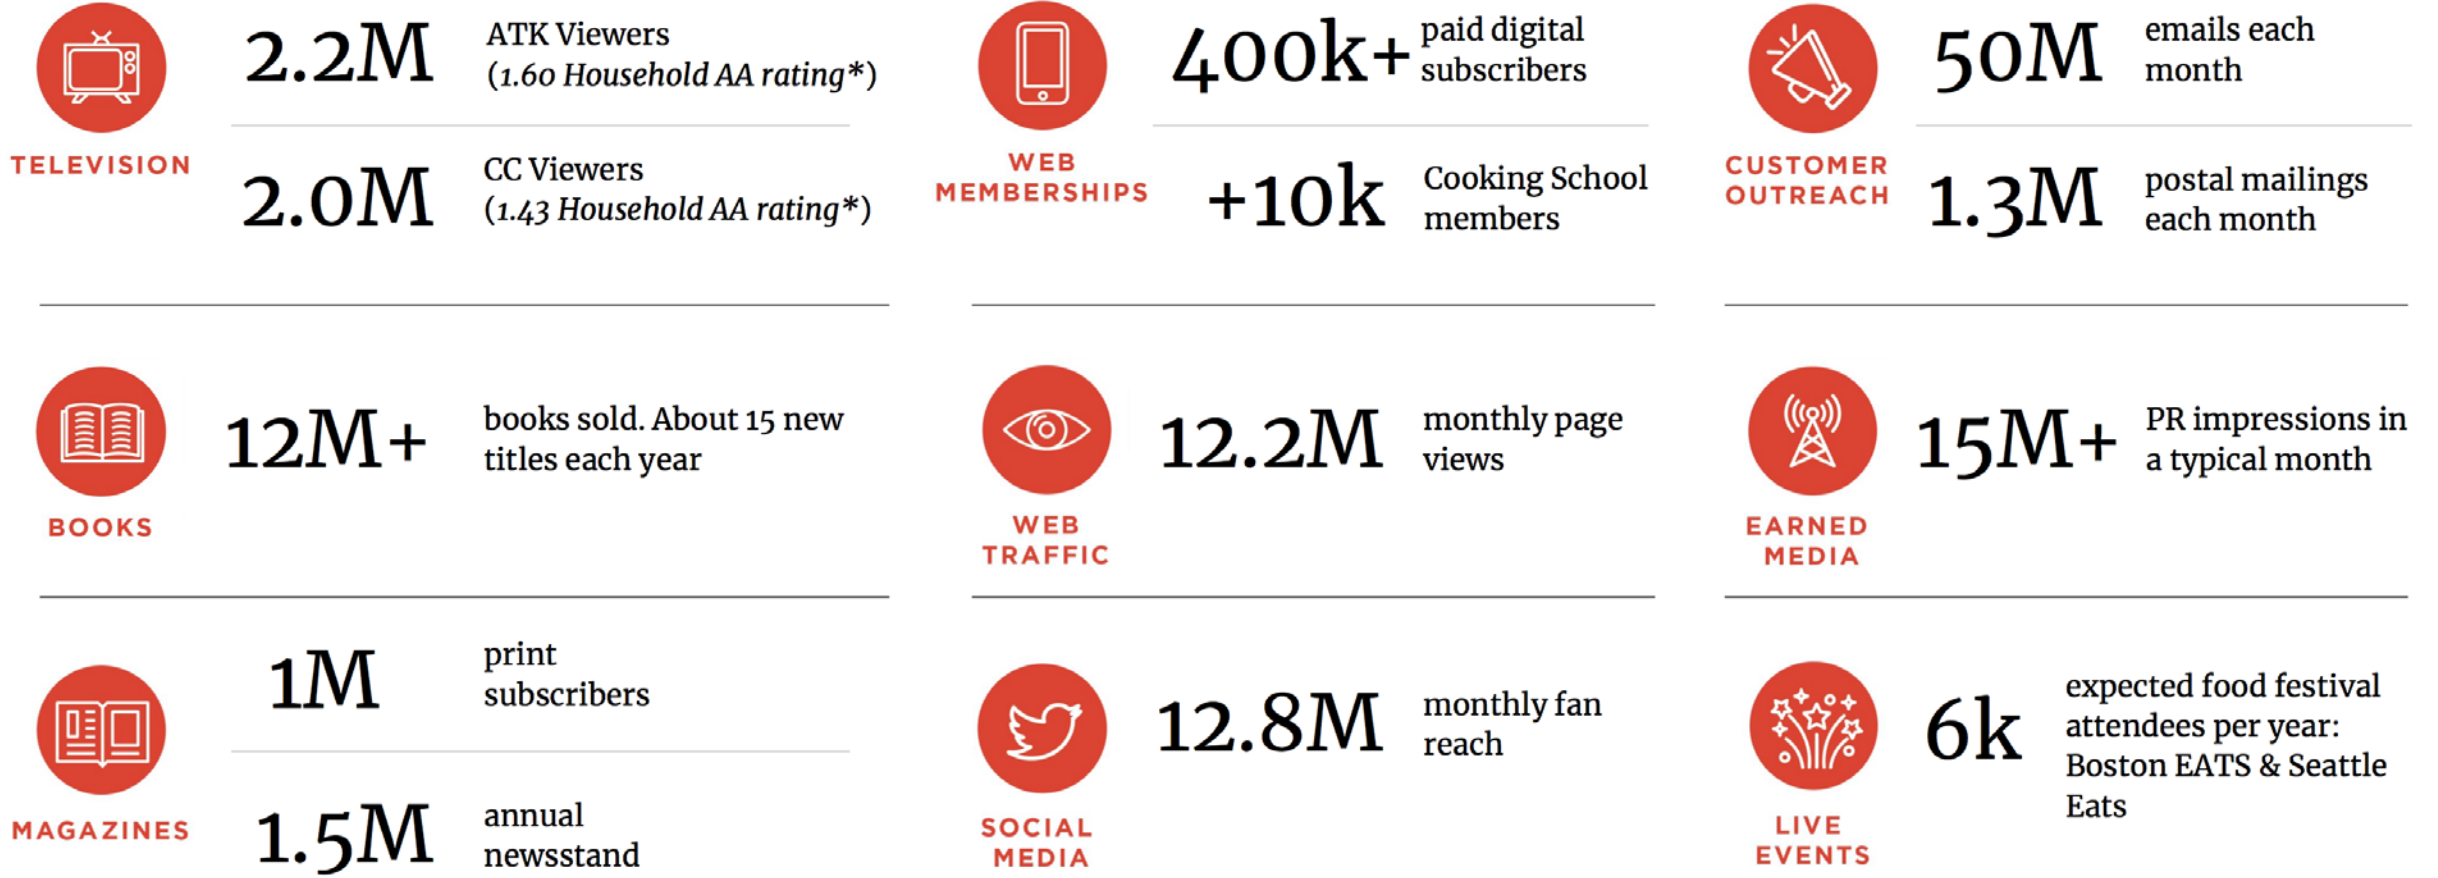 2.2M
ATK Viewers
(1.60 Household AA rating*)
2.0M
CC Viewers
(1.43 Household AA rating*)
TELEVISION
400k+
paid digital
subscribers
+10k
Cooking School
members
WEB
MEMBERSHIPS
50M
emails each
month
1.3M
postal mailings
each month
CUSTOMER
OUTREACH
12M+
books sold. About 15 new
titles each year
BOOKS
12.2M
monthly page
views
WEB
TRAFFIC
15M+
PR impressions in
a typical month
EARNED
MEDIA
1M
print
subscribers
1.5M
annual
newsstand
MAGAZINES
12.8M
monthly fan
reach
SOCIAL
MEDIA
6k
expected food festival
attendees per year:
Boston EATS & Seattle
Eats
LIVE
EVENTS